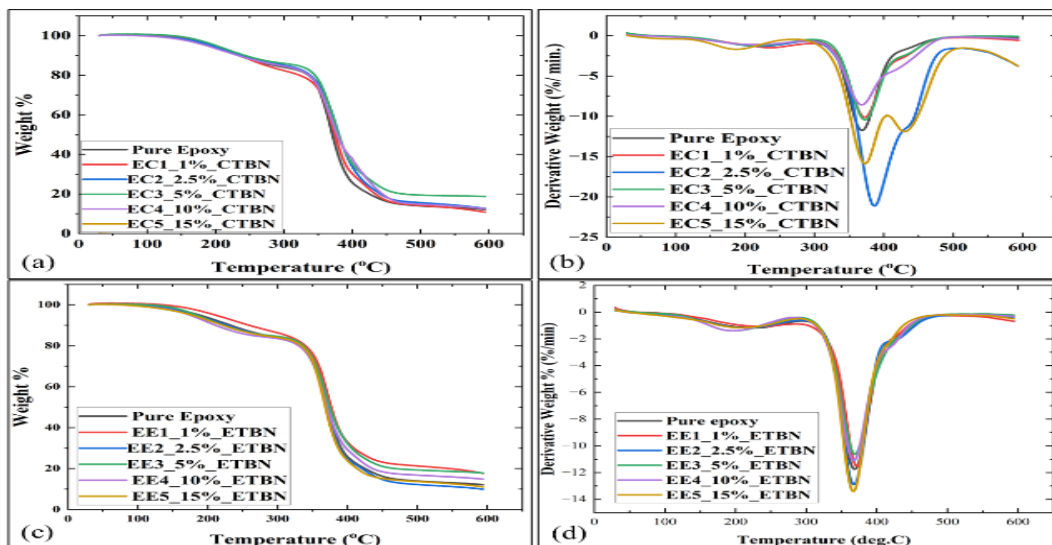 100
80
60
40
20
0
Weight %
Pure Epoxy
EC1_1%_CTBN
EC2_2.5%_CTBN
EC3_5%_CTBN
EC4_10%_CTBN
EC5_15%_CTBN
(a)
0 100 200 300 400 500 600
Temperature (°C)
0
−5
−10
−15
−20
−25
Derivative Weight (%/ min.)
Pure Epoxy
EC1_1%_CTBN
EC2_2.5%_CTBN
EC3_5%_CTBN
EC4_10%_CTBN
EC5_15%_CTBN
(b)
0 100 200 300 400 500 600
Temperature (°C)
100
80
60
40
20
0
Weight %
Pure Epoxy
EE1_1%_ETBN
EE2_2.5%_ETBN
EE3_5%_ETBN
EE4_10%_ETBN
EE5_15%_ETBN
(c)
0 100 200 300 400 500 600
Temperature (°C)
2
0
−2
−4
−6
−8
−10
−12
−14
Derivative Weight % (%/min)
Pure epoxy
EE1_1%_ETBN
EE2_2.5%_ETBN
EE3_5%_ETBN
EE4_10%_ETBN
EE5_15%_ETBN
(d)
0 100 200 300 400 500 600
Temperature (deg.C)